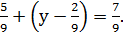 5/9 + (y − 2/9) = 7/9.